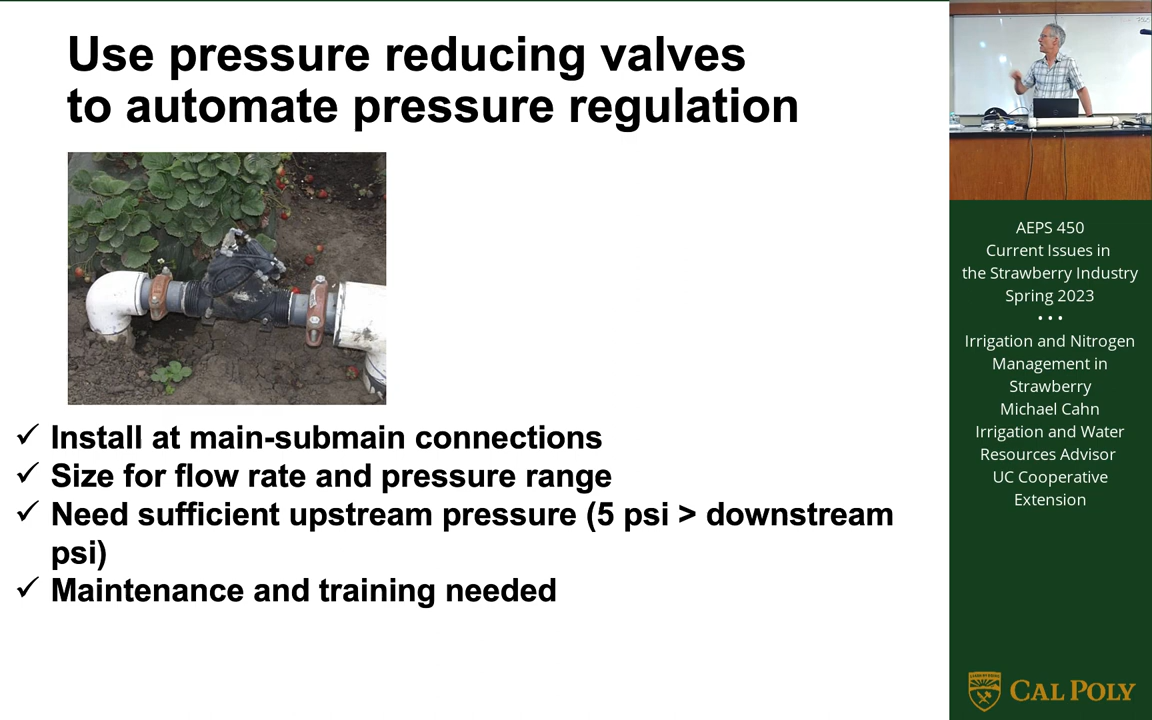 Use pressure reducing valves
to automate pressure regulation
✓ Install at main-submain connections
✓ Size for flow rate and pressure range
✓ Need sufficient upstream pressure (5 psi > downstream
psi)
✓ Maintenance and training needed
AEPS 450
Current Issues in
the Strawberry Industry
Spring 2023
• • •
Irrigation and Nitrogen
Management in
Strawberry
Michael Cahn
Irrigation and Water
Resources Advisor
UC Cooperative
Extension
CAL POLY